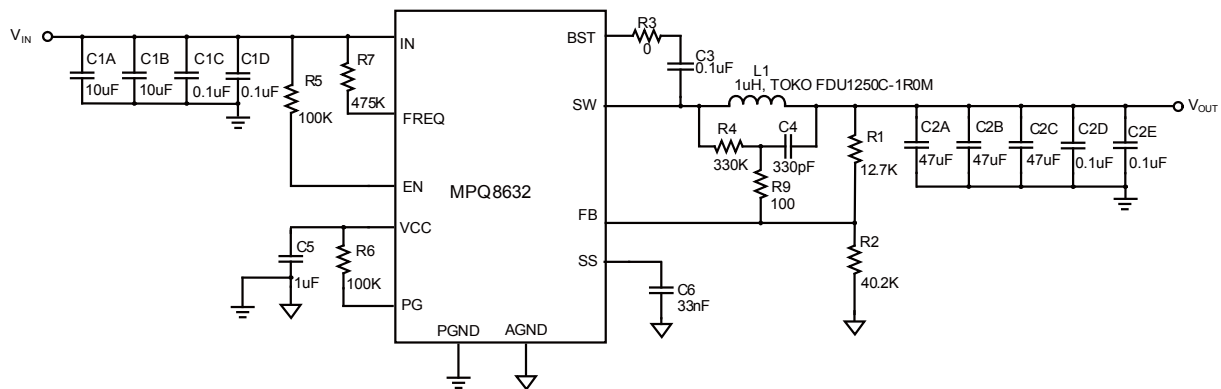 VIN
C1A
10uF
C1B
10uF
C1C
0.1uF
C1D
0.1uF
R5
100K
R7
475K
IN
FREQ
EN
VCC
PG
PGND
AGND
MPQ8632
BST
SW
FB
SS
C5
1uF
R6
100K
R3
0
C3
0.1uF
L1
1uH, TOKO FDU1250C-1R0M
R4
330K
C4
330pF
R9
100
R1
12.7K
R2
40.2K
C6
33nF
C2A
47uF
C2B
47uF
C2C
47uF
C2D
0.1uF
C2E
0.1uF
VOUT